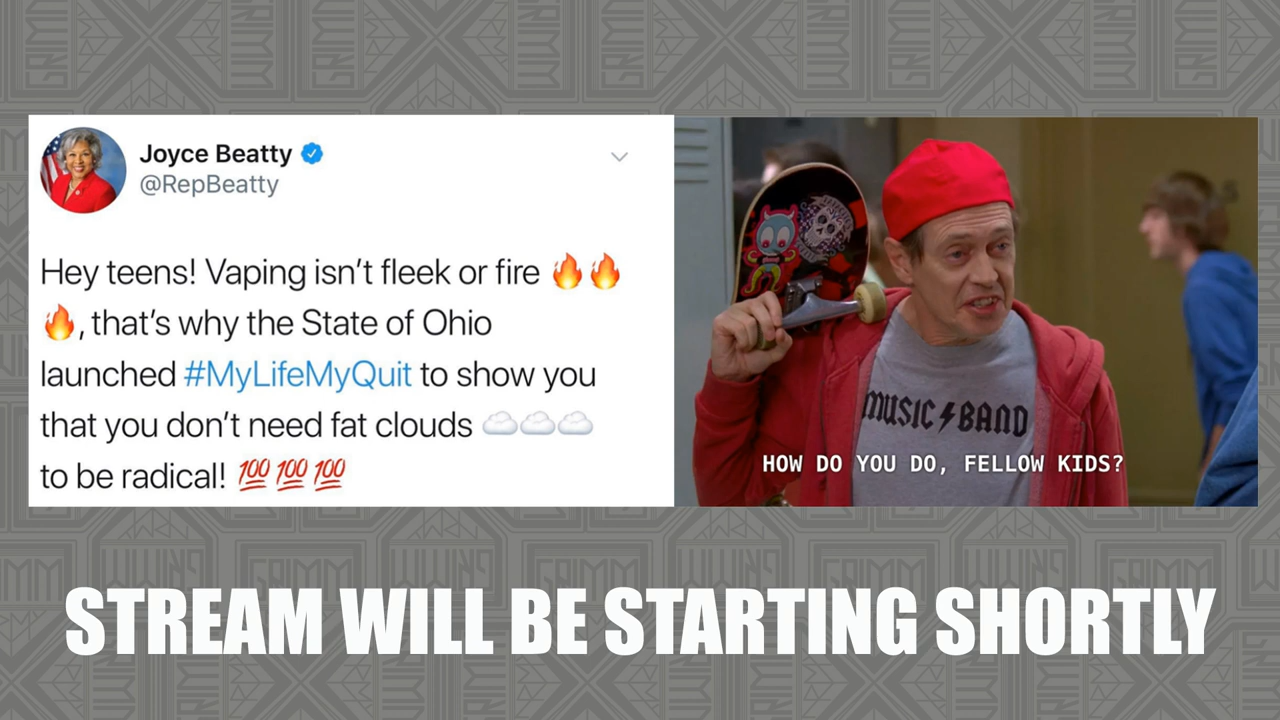 Joyce Beatty
@RepBeatty
Hey teens! Vaping isn’t fleek or fire 🔥🔥
🔥, that’s why the State of Ohio
launched #MyLifeMyQuit to show you
that you don’t need fat clouds ☁️☁️☁️
to be radical! 💯💯💯
MUSIC⚡BAND
HOW DO YOU DO, FELLOW KIDS?
STREAM WILL BE STARTING SHORTLY